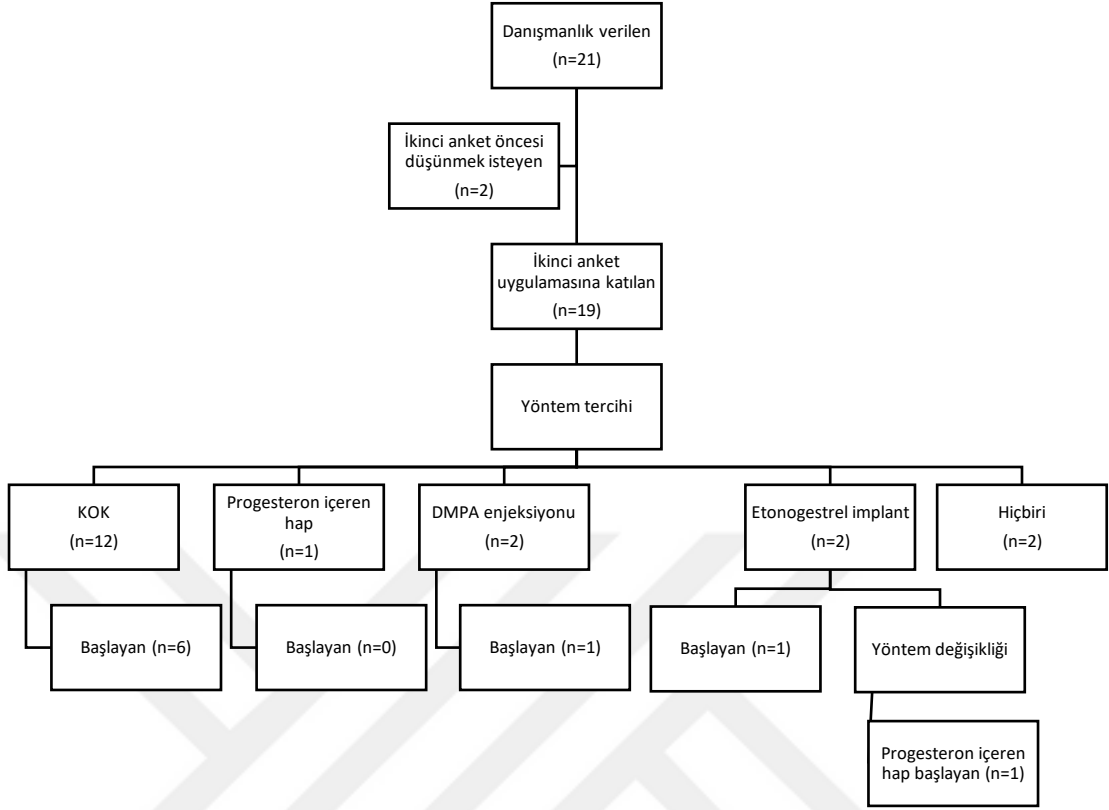 Danışmanlık verilen
(n=21)
İkinci anket öncesi
düşünmek isteyen
(n=2)
İkinci anket
uygulamasına katılan
(n=19)
Yöntem tercihi
KOK
(n=12)
Progesteron içeren
hap
(n=1)
DMPA enjeksiyonu
(n=2)
Etonogestrel implant
(n=2)
Hiçbiri
(n=2)
Başlayan (n=6)
Başlayan (n=0)
Başlayan (n=1)
Başlayan (n=1)
Yöntem değişikliği
Progesteron içeren
hap başlayan (n=1)